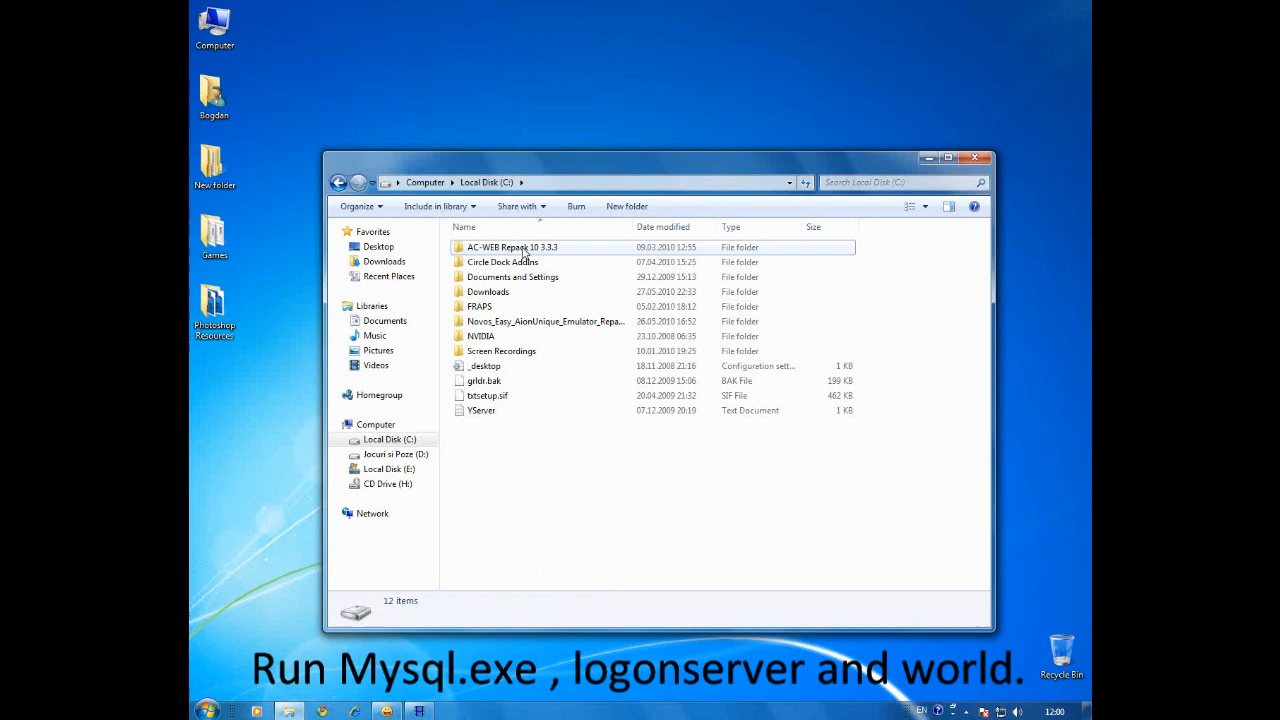 Computer
Bogdan
New folder
Games
Photoshop
Resources
Computer
Local Disk (C:)
Search Local Disk (C:)
Organize
Include in library
Share with
Burn
New folder
Favorites
Desktop
Downloads
Recent Places
Libraries
Documents
Music
Pictures
Videos
Homegroup
Computer
Local Disk (C:)
Jocuri si Poze (D:)
Local Disk (E:)
CD Drive (H:)
Network
Name Date modified Type Size
AC-WEB Repack 10 3.3.3 09.03.2010 12:55 File folder
Circle Dock AddIns 07.04.2010 15:25 File folder
Documents and Settings 29.12.2009 15:13 File folder
Downloads 27.05.2010 22:33 File folder
FRAPS 05.02.2010 18:12 File folder
Novos_Easy_AionUnique_Emulator_Repa... 26.05.2010 16:52 File folder
NVIDIA 23.10.2008 06:35 File folder
Screen Recordings 10.01.2010 19:25 File folder
_desktop 18.11.2008 21:16 Configuration sett... 1 KB
grldr.bak 08.12.2009 15:06 BAK File 199 KB
txtsetup.sif 20.04.2009 21:32 SIF File 462 KB
YServer 07.12.2009 20:19 Text Document 1 KB
12 items
Run Mysql.exe , logonserver and world.
Recycle Bin
EN
12:00